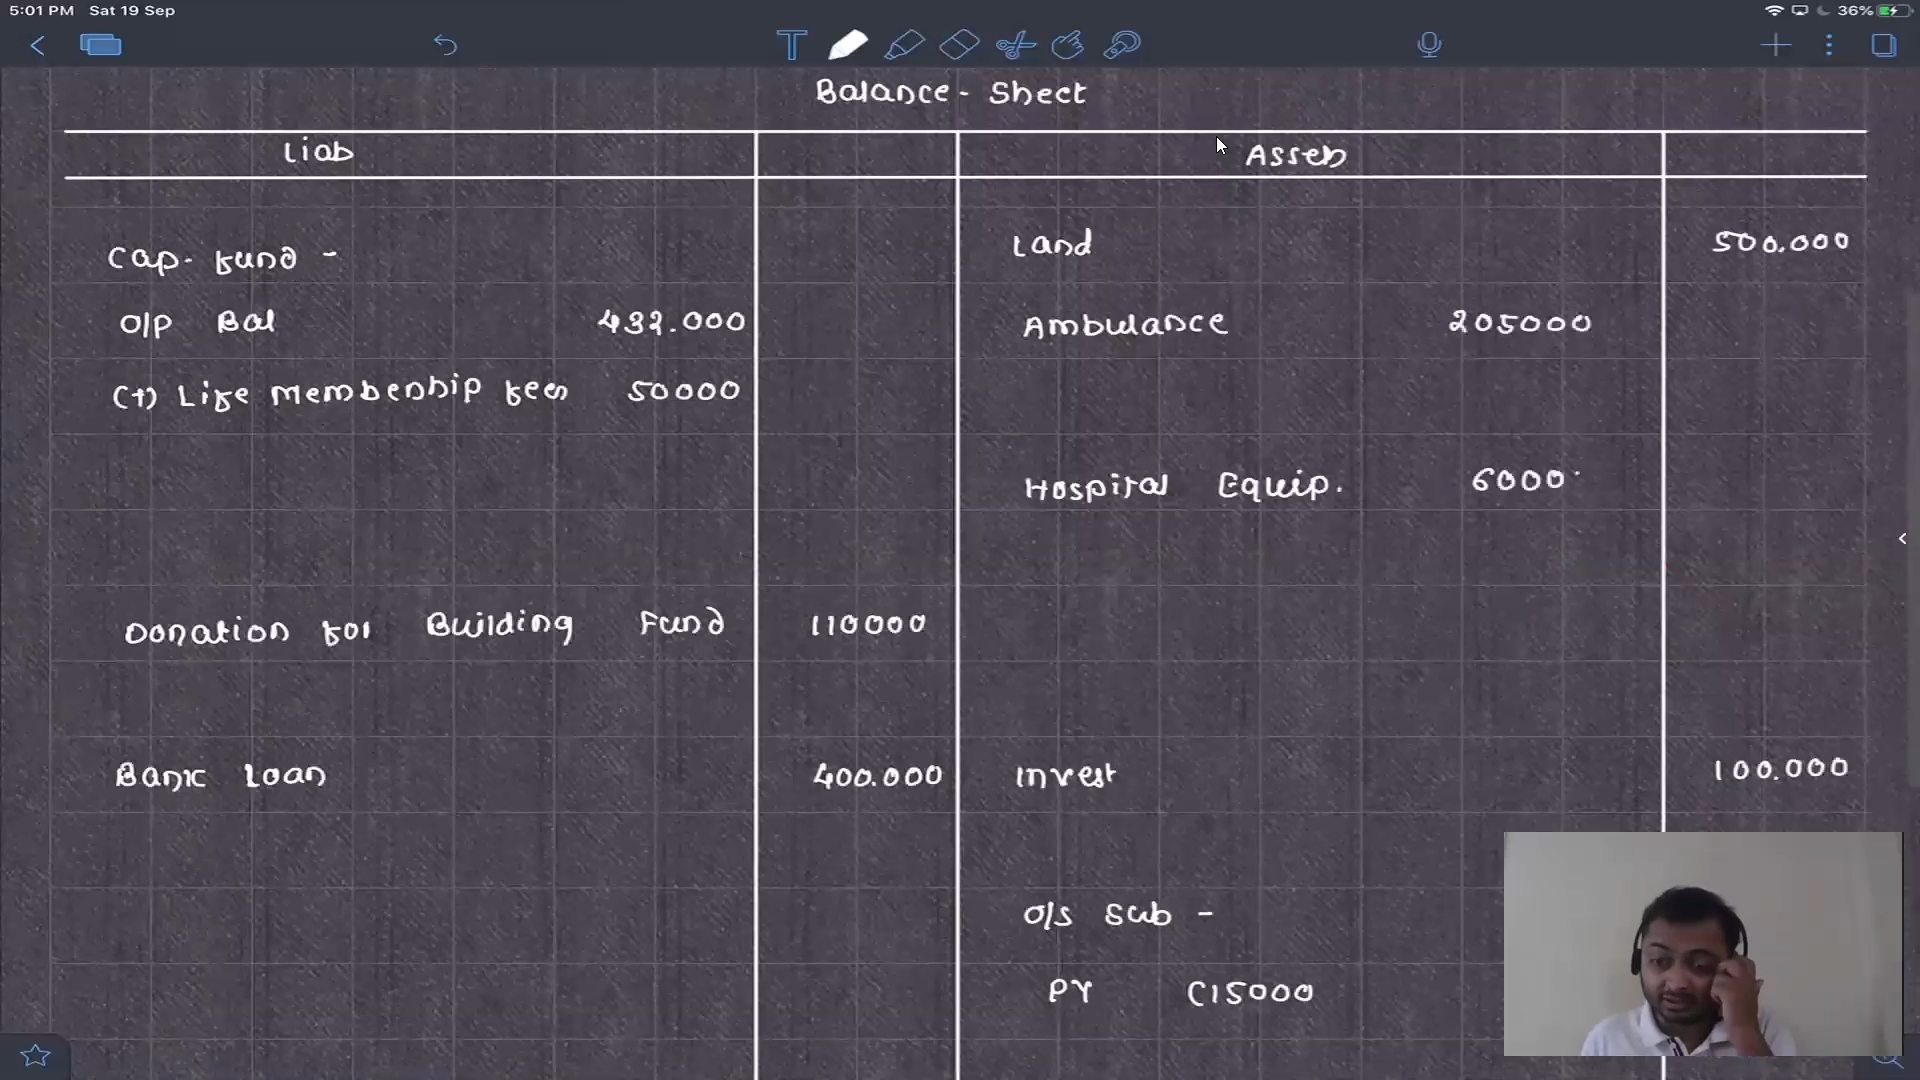 5:01 PM Sat 19 Sep 36%
Balance - Sheet
Liab Assets
Cap. fund - Land 500.000
O/P Bal 432.000 Ambulance 205000
(+) Life membership fees 50000
Hospital Equip. 6000
Donation for Building Fund 110000
Bank Loan 400.000 Invest 100.000
O/S Sub -
PY (15000